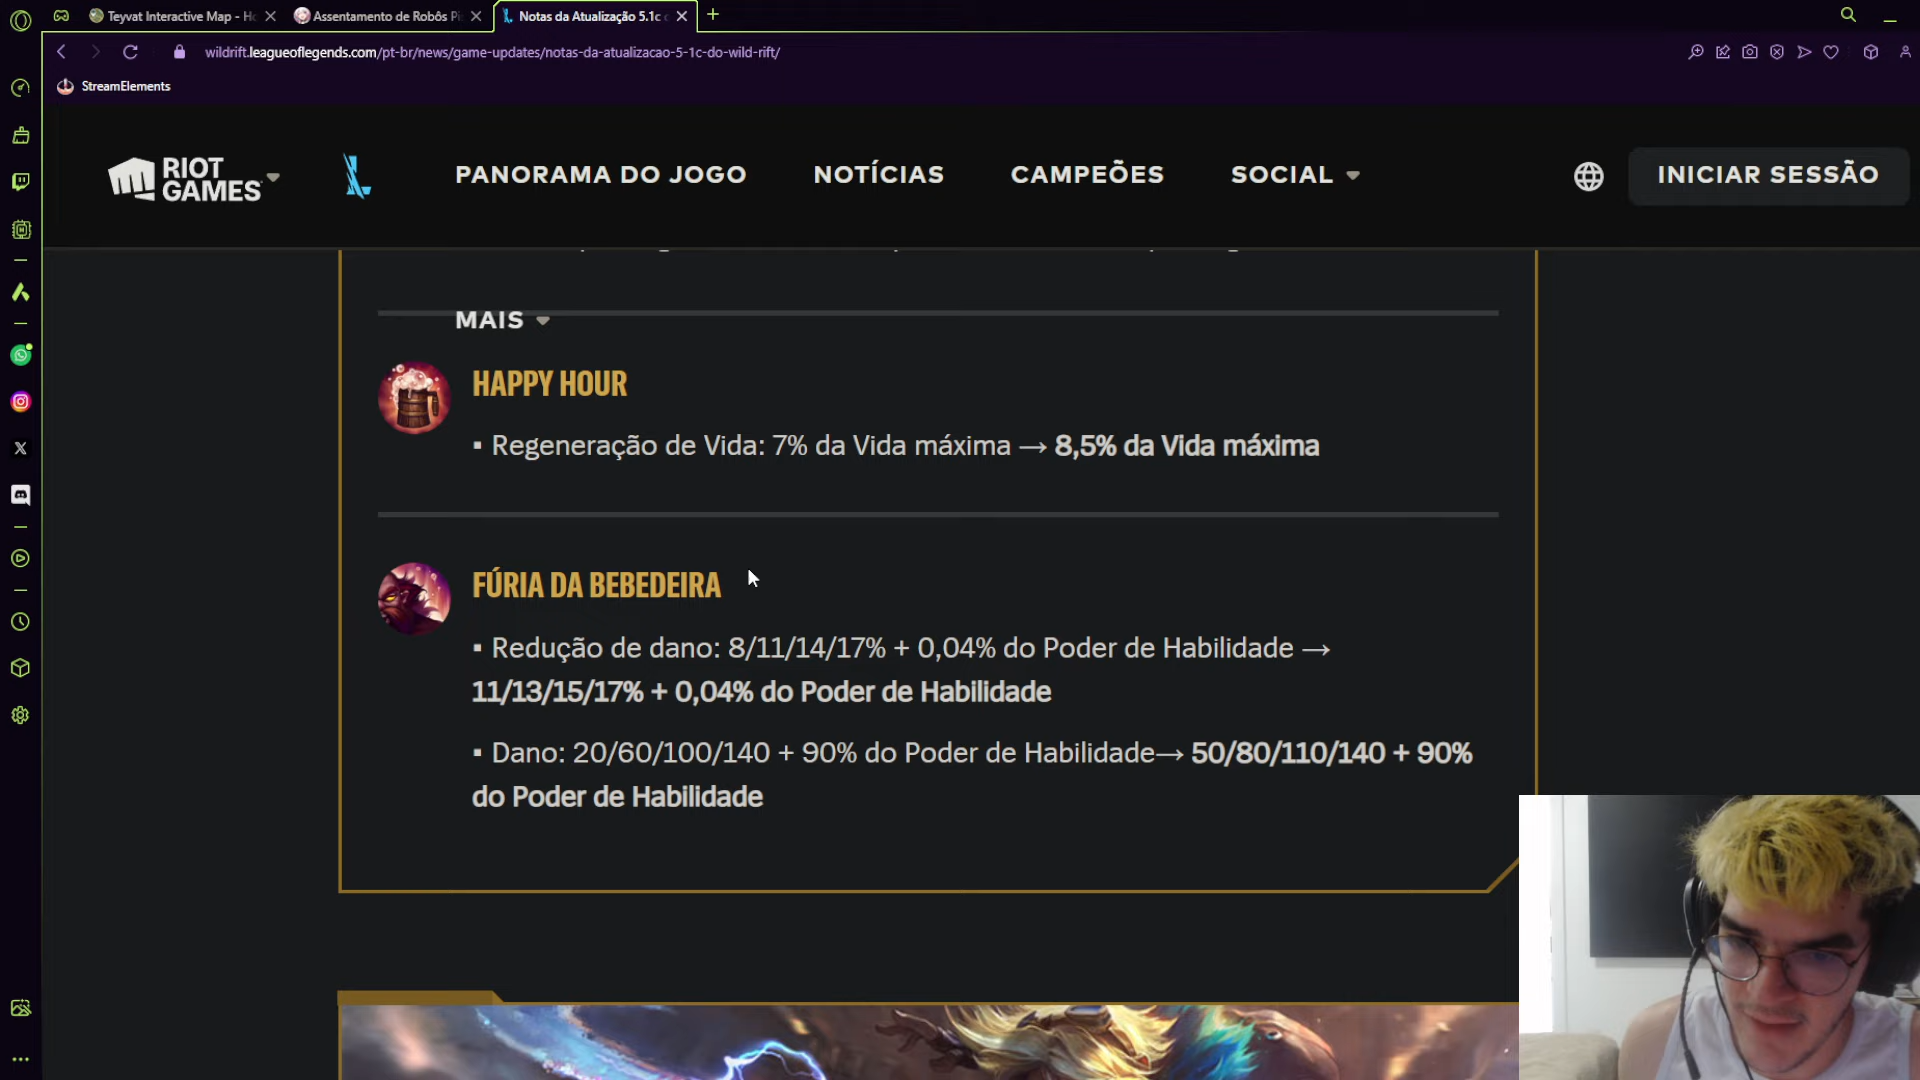 Teyvat Interactive Map - Ho
Assentamento de Robôs Pi
Notas da Atualização 5.1c
wildrift.leagueoflegends.com/pt-br/news/game-updates/notas-da-atualizacao-5-1c-do-wild-rift/
StreamElements
RIOT GAMES
PANORAMA DO JOGO
NOTÍCIAS
CAMPEÕES
SOCIAL
INICIAR SESSÃO
MAIS
HAPPY HOUR
▪ Regeneração de Vida: 7% da Vida máxima → 8,5% da Vida máxima
FÚRIA DA BEBEDEIRA
▪ Redução de dano: 8/11/14/17% + 0,04% do Poder de Habilidade →
11/13/15/17% + 0,04% do Poder de Habilidade
▪ Dano: 20/60/100/140 + 90% do Poder de Habilidade→ 50/80/110/140 + 90%
do Poder de Habilidade